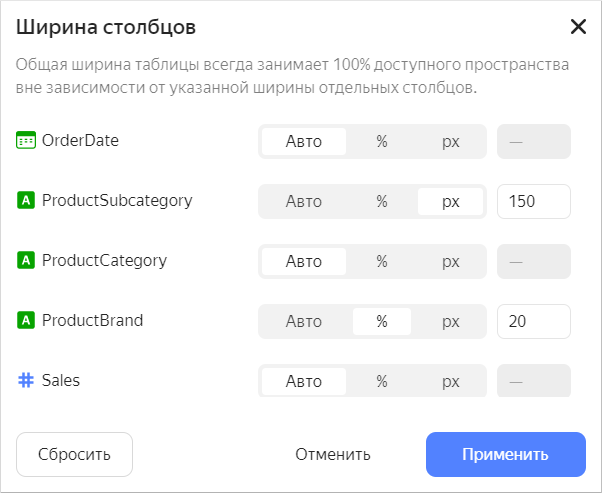 Ширина столбцов
Общая ширина таблицы всегда занимает 100% доступного пространства
вне зависимости от указанной ширины отдельных столбцов.
OrderDate Авто % px —
A ProductSubcategory Авто % px 150
A ProductCategory Авто % px —
A ProductBrand Авто % px 20
# Sales Авто % px —
Сбросить Отменить Применить